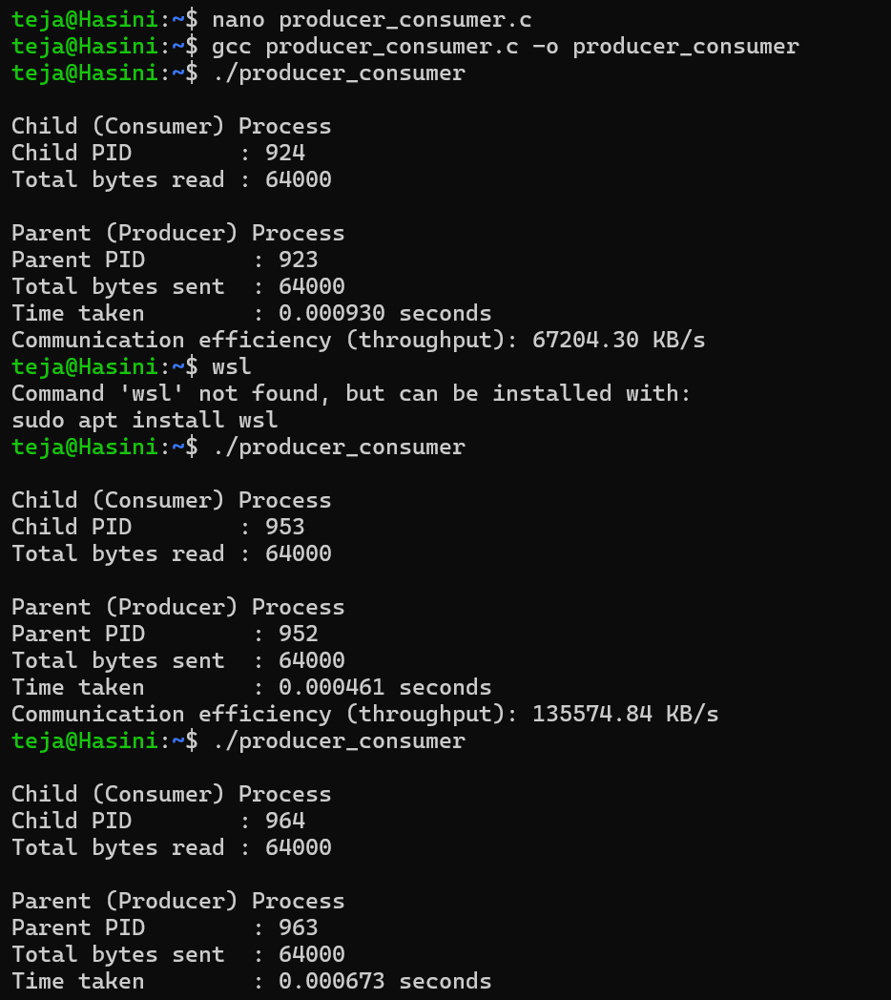 teja@Hasini:~$ nano producer_consumer.c
teja@Hasini:~$ gcc producer_consumer.c -o producer_consumer
teja@Hasini:~$ ./producer_consumer
Child (Consumer) Process
Child PID        : 924
Total bytes read : 64000
Parent (Producer) Process
Parent PID        : 923
Total bytes sent  : 64000
Time taken        : 0.000930 seconds
Communication efficiency (throughput): 67204.30 KB/s
teja@Hasini:~$ wsl
Command 'wsl' not found, but can be installed with:
sudo apt install wsl
teja@Hasini:~$ ./producer_consumer
Child (Consumer) Process
Child PID        : 953
Total bytes read : 64000
Parent (Producer) Process
Parent PID        : 952
Total bytes sent  : 64000
Time taken        : 0.000461 seconds
Communication efficiency (throughput): 135574.84 KB/s
teja@Hasini:~$ ./producer_consumer
Child (Consumer) Process
Child PID        : 964
Total bytes read : 64000
Parent (Producer) Process
Parent PID        : 963
Total bytes sent  : 64000
Time taken        : 0.000673 seconds